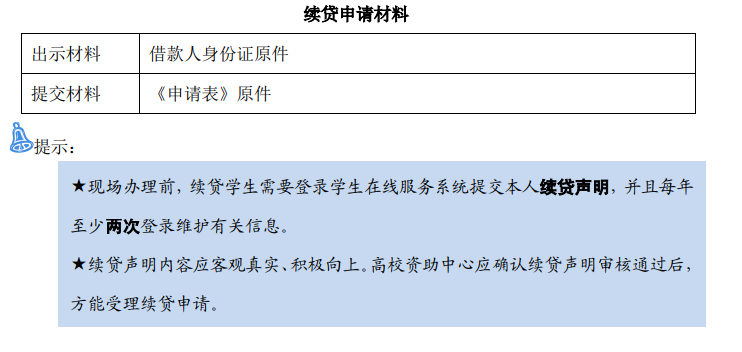 续贷申请材料
出示材料 借款人身份证原件
提交材料 《申请表》原件
提示：
★现场办理前，续贷学生需要登录学生在线服务系统提交本人续贷声明，并且每年
至少两次登录维护有关信息。
★续贷声明内容应客观真实、积极向上。高校资助中心应确认续贷声明审核通过后，
方能受理续贷申请。